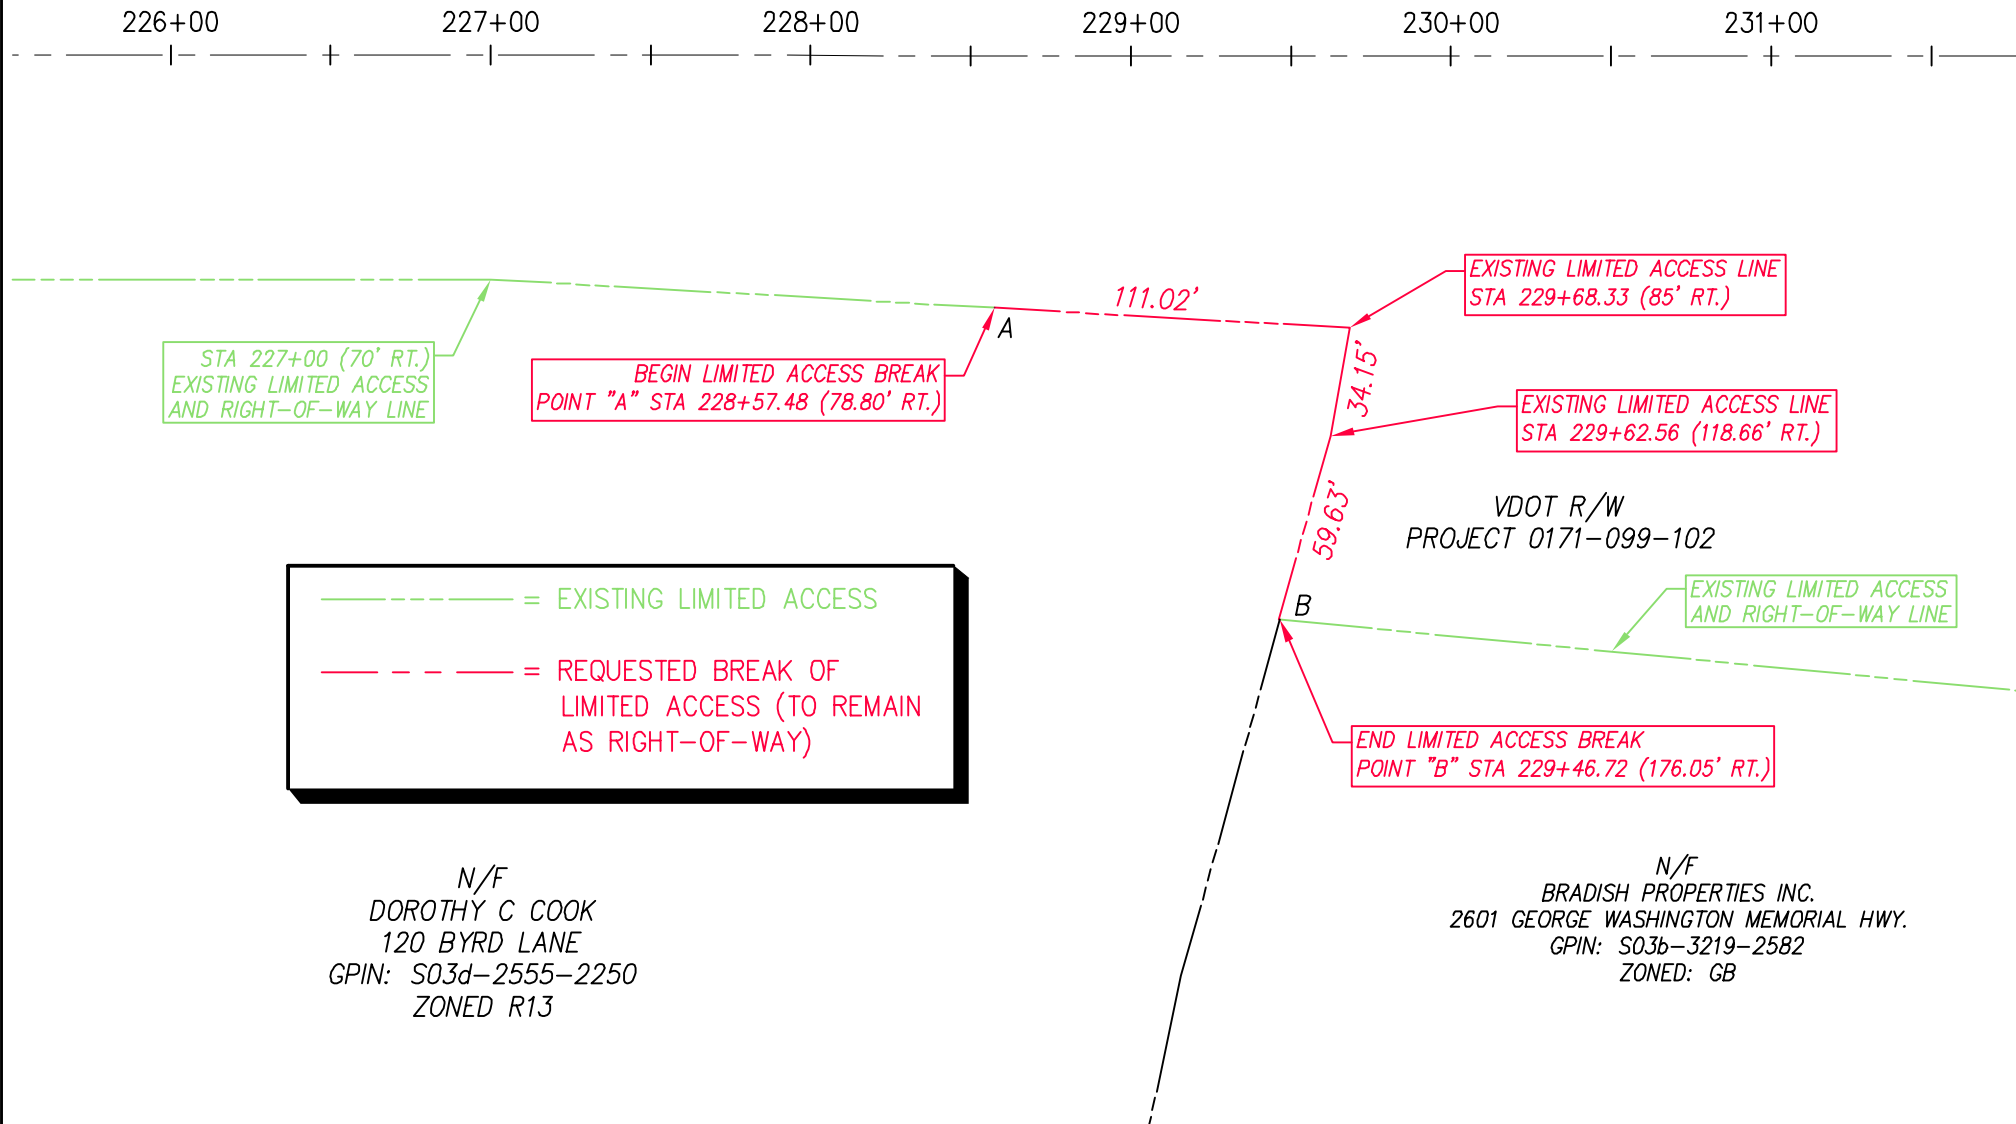 226+00 227+00 228+00 229+00 230+00 231+00
EXISTING LIMITED ACCESS LINE
STA 229+68.33 (85' RT.)
111.02'
A
STA 227+00 (70' RT.)
EXISTING LIMITED ACCESS
AND RIGHT-OF-WAY LINE
BEGIN LIMITED ACCESS BREAK
POINT "A" STA 228+57.48 (78.80' RT.)
34.15'
EXISTING LIMITED ACCESS LINE
STA 229+62.56 (118.66' RT.)
59.63'
VDOT R/W
PROJECT 0171-099-102
= EXISTING LIMITED ACCESS
= REQUESTED BREAK OF
LIMITED ACCESS (TO REMAIN
AS RIGHT-OF-WAY)
B
EXISTING LIMITED ACCESS
AND RIGHT-OF-WAY LINE
END LIMITED ACCESS BREAK
POINT "B" STA 229+46.72 (176.05' RT.)
N/F
DOROTHY C COOK
120 BYRD LANE
GPIN: S03d-2555-2250
ZONED R13
N/F
BRADISH PROPERTIES INC.
2601 GEORGE WASHINGTON MEMORIAL HWY.
GPIN: S03b-3219-2582
ZONED: GB